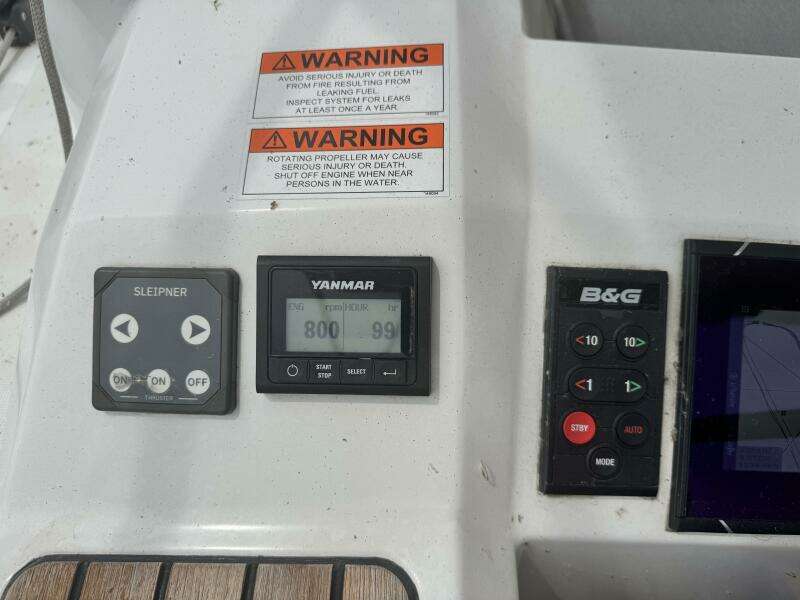 WARNING
AVOID SERIOUS INJURY OR DEATH
FROM FIRE RESULTING FROM
LEAKING FUEL.
INSPECT SYSTEM FOR LEAKS
AT LEAST ONCE A YEAR
WARNING
ROTATING PROPELLER MAY CAUSE
SERIOUS INJURY OR DEATH.
SHUT OFF ENGINE WHEN NEAR
PERSONS IN THE WATER.
SLEIPNER
ON ON OFF
THRUSTER
YANMAR
ENG rpm HOUR hr
800 99
START
STOP
SELECT
B&G
<10 10>
<1 1>
STBY AUTO
MODE